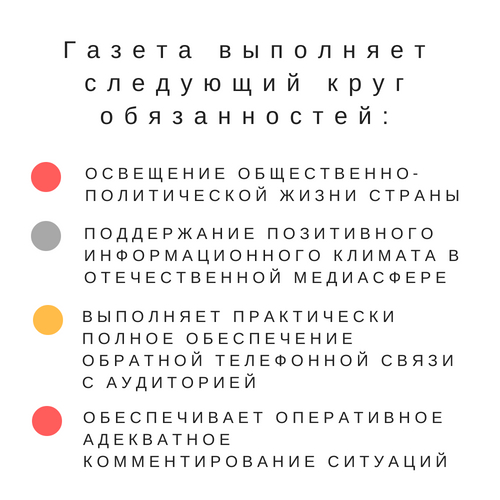 Газета выполняет
следующий круг
обязанностей:
ОСВЕЩЕНИЕ ОБЩЕСТВЕННО-
ПОЛИТИЧЕСКОЙ ЖИЗНИ СТРАНЫ
ПОДДЕРЖАНИЕ ПОЗИТИВНОГО
ИНФОРМАЦИОННОГО КЛИМАТА В
ОТЕЧЕСТВЕННОЙ МЕДИАСФЕРЕ
ВЫПОЛНЯЕТ ПРАКТИЧЕСКИ
ПОЛНОЕ ОБЕСПЕЧЕНИЕ
ОБРАТНОЙ ТЕЛЕФОННОЙ СВЯЗИ
С АУДИТОРИЕЙ
ОБЕСПЕЧИВАЕТ ОПЕРАТИВНОЕ
АДЕКВАТНОЕ
КОММЕНТИРОВАНИЕ СИТУАЦИЙ